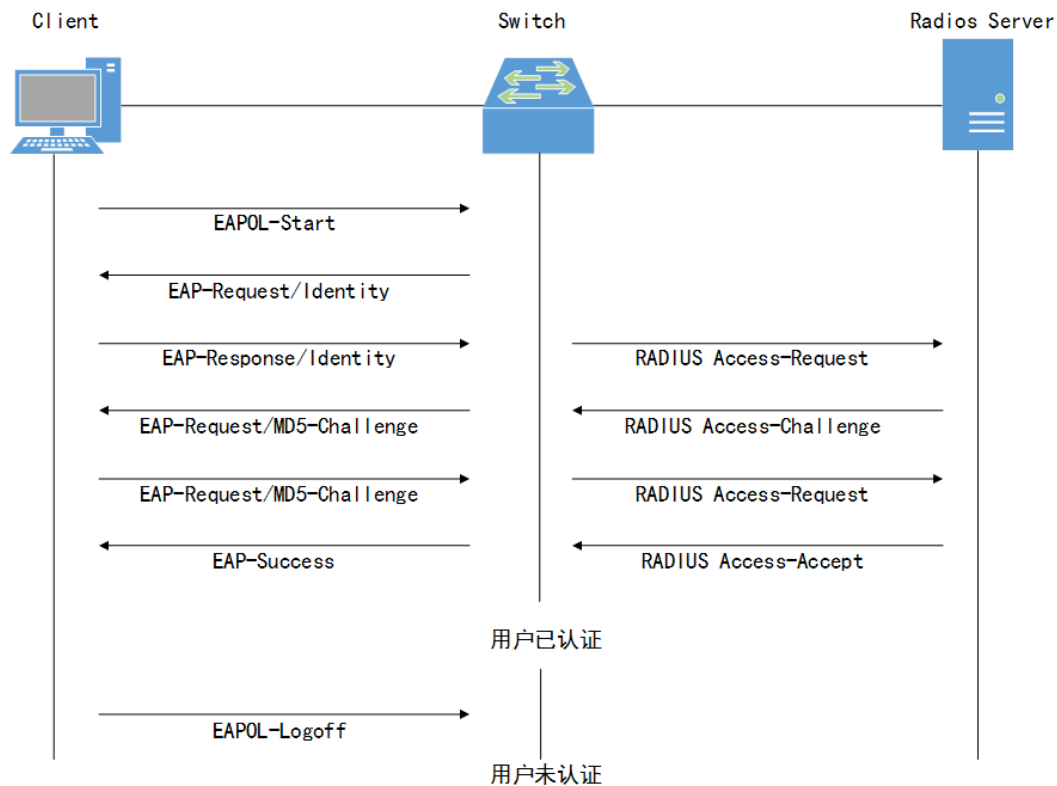 Client
Switch
Radios Server
EAPOL-Start
EAP-Request/Identity
EAP-Response/Identity
RADIUS Access-Request
EAP-Request/MD5-Challenge
RADIUS Access-Challenge
EAP-Request/MD5-Challenge
RADIUS Access-Request
EAP-Success
RADIUS Access-Accept
用户已认证
EAPOL-Logoff
用户未认证